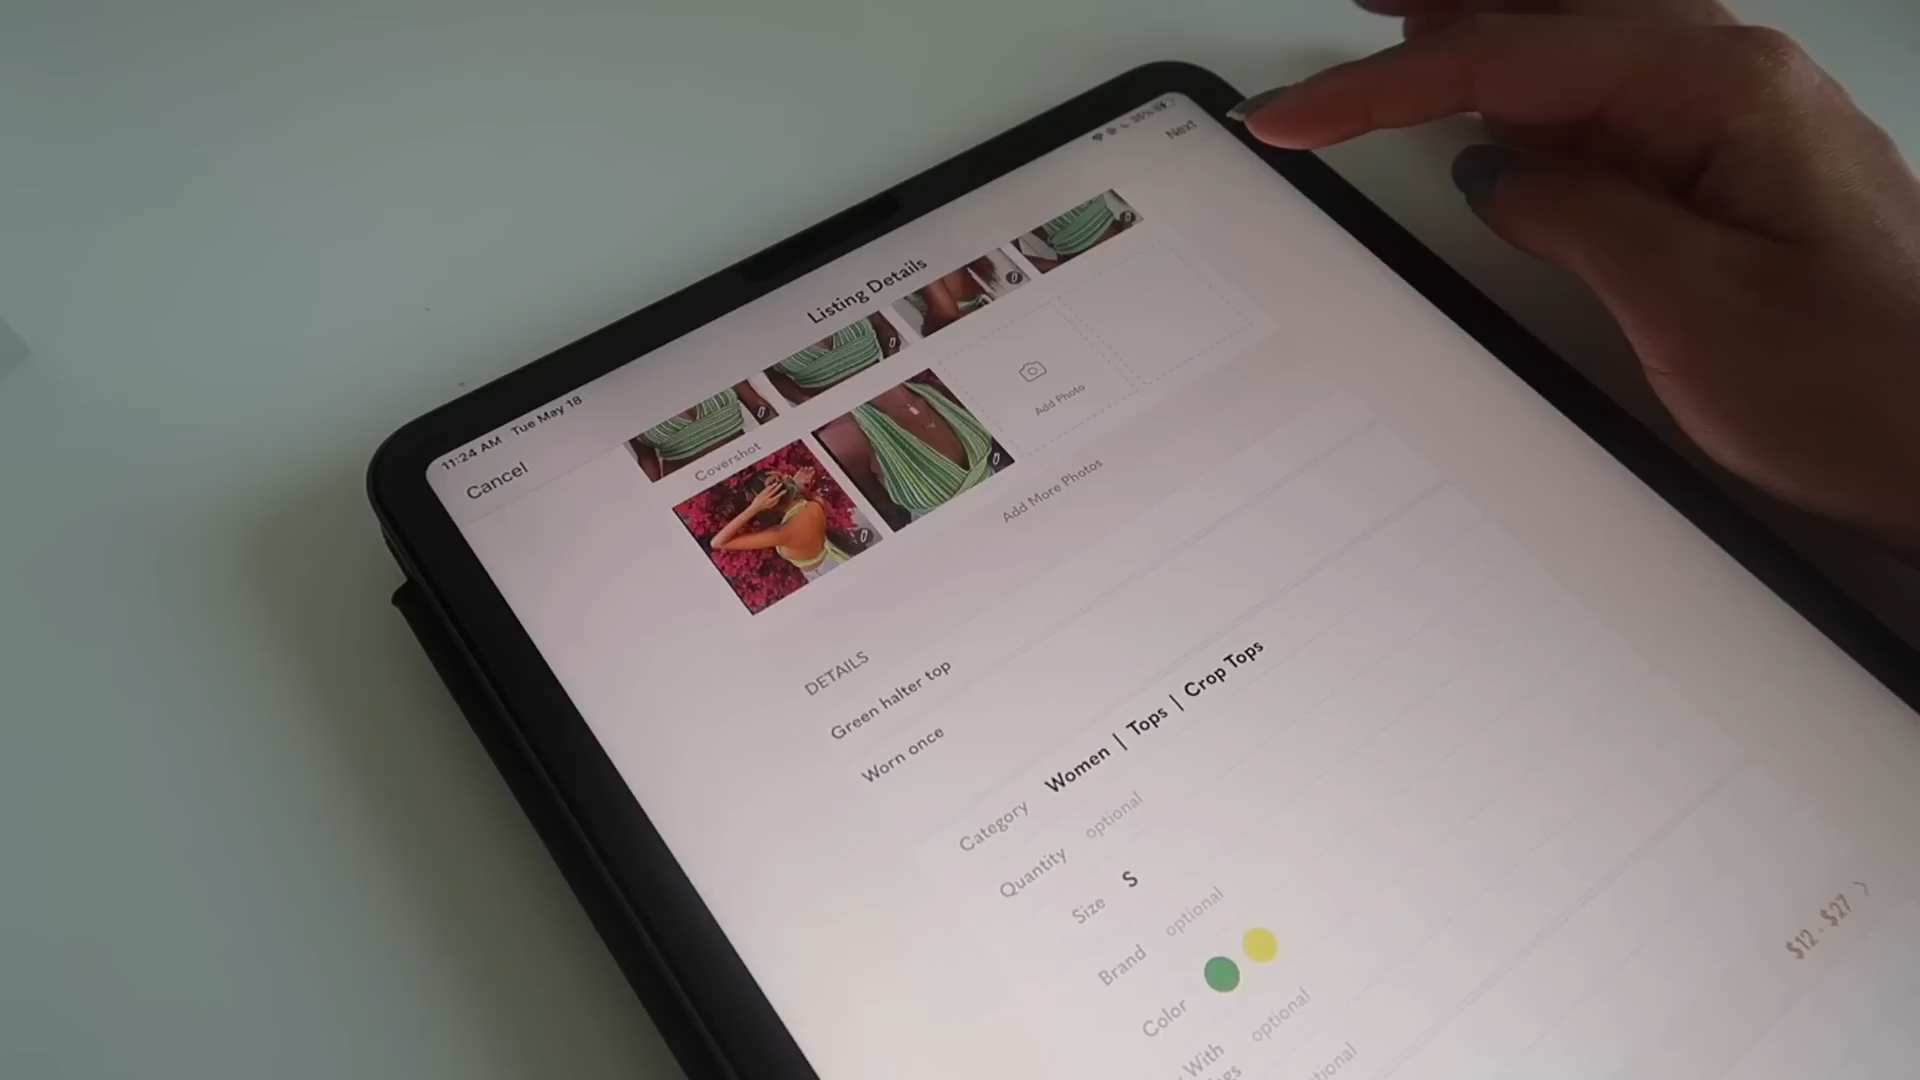 11:24 AM Tue May 18
Cancel
Listing Details
Next
Covershot
Add Photo
Add More Photos
DETAILS
Green halter top
Worn once
Category Women | Tops | Crop Tops
Quantity optional
Size S
Brand optional
Color
With optional
$12 - $27 >